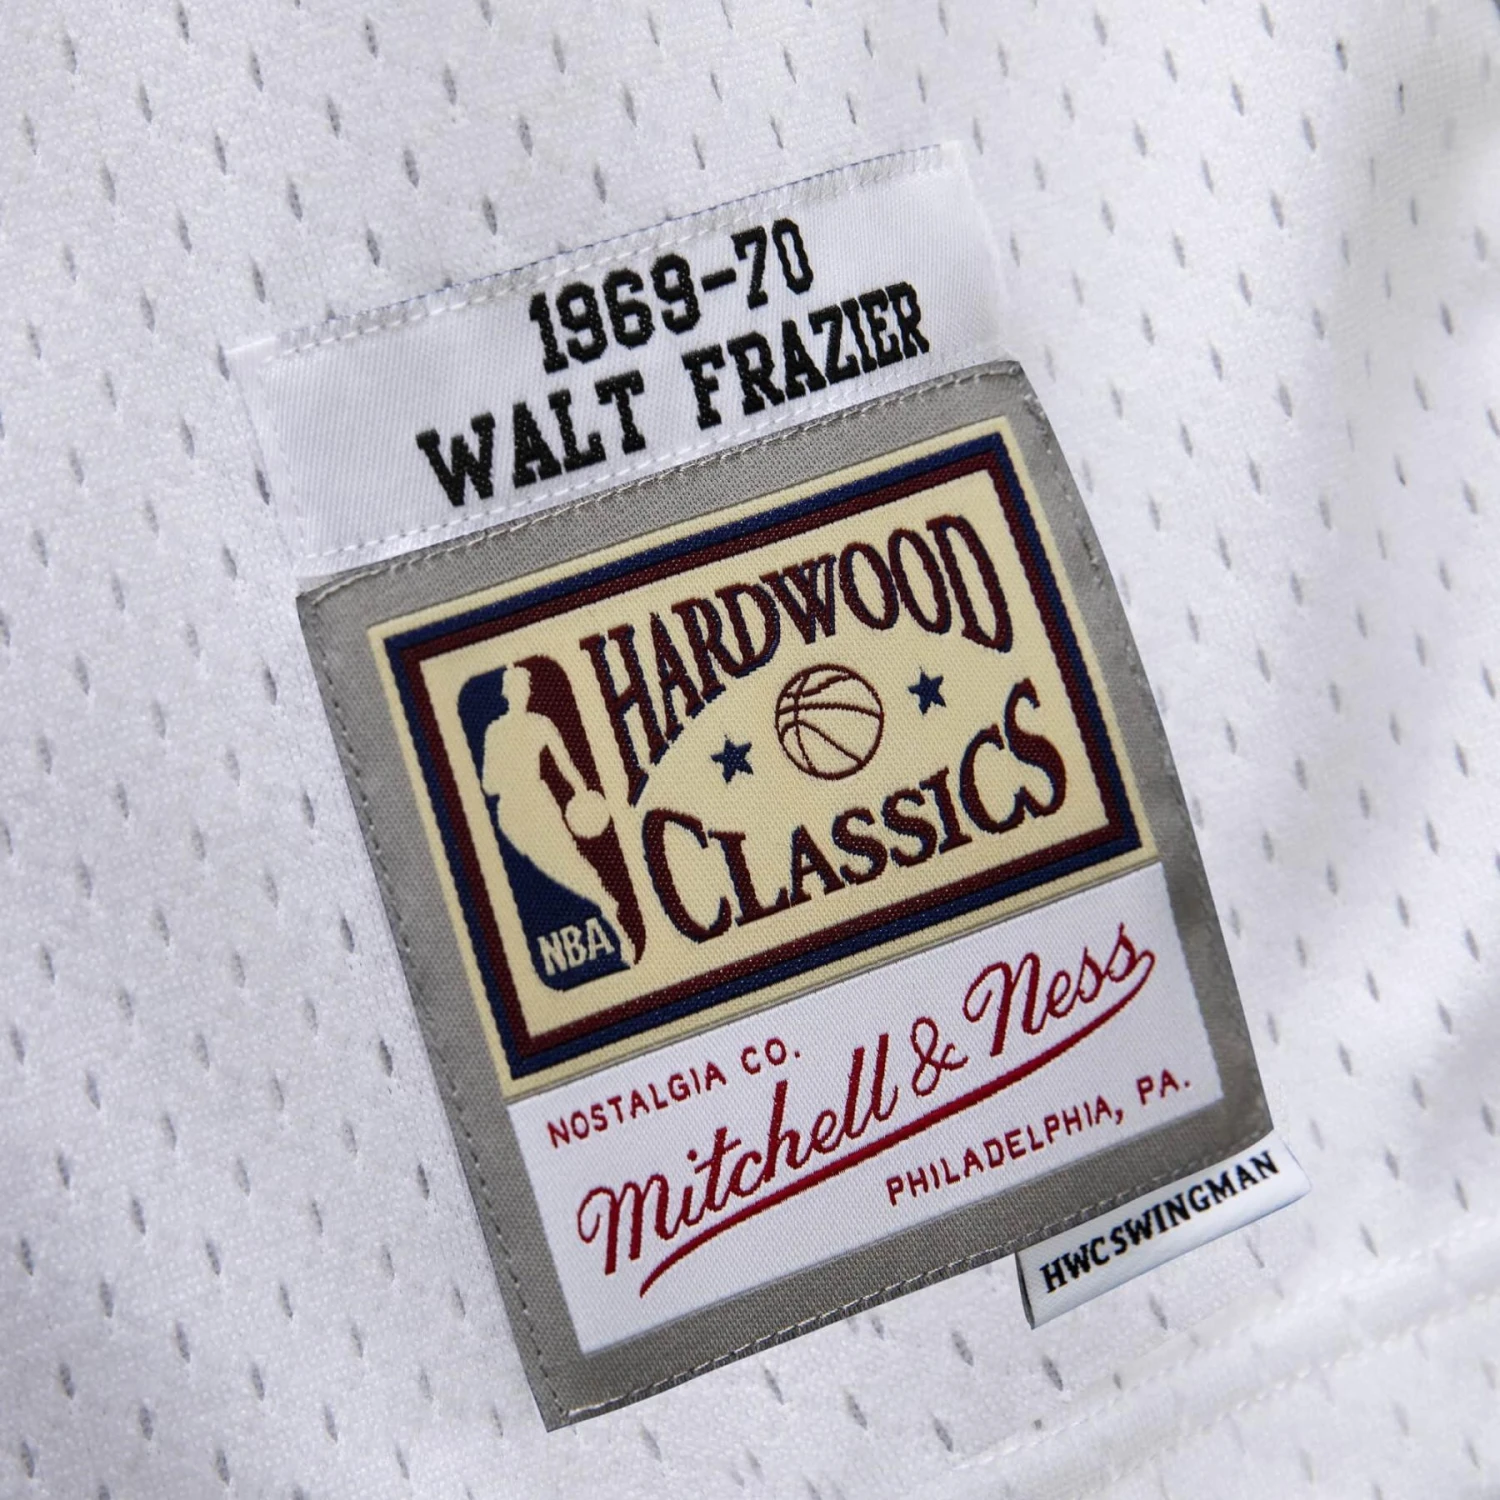 1969-70
WALT FRAZIER
HARDWOOD
CLASSICS
NBA
NOSTALGIA CO.
Mitchell & Ness
PHILADELPHIA, PA.
HWC SWINGMAN